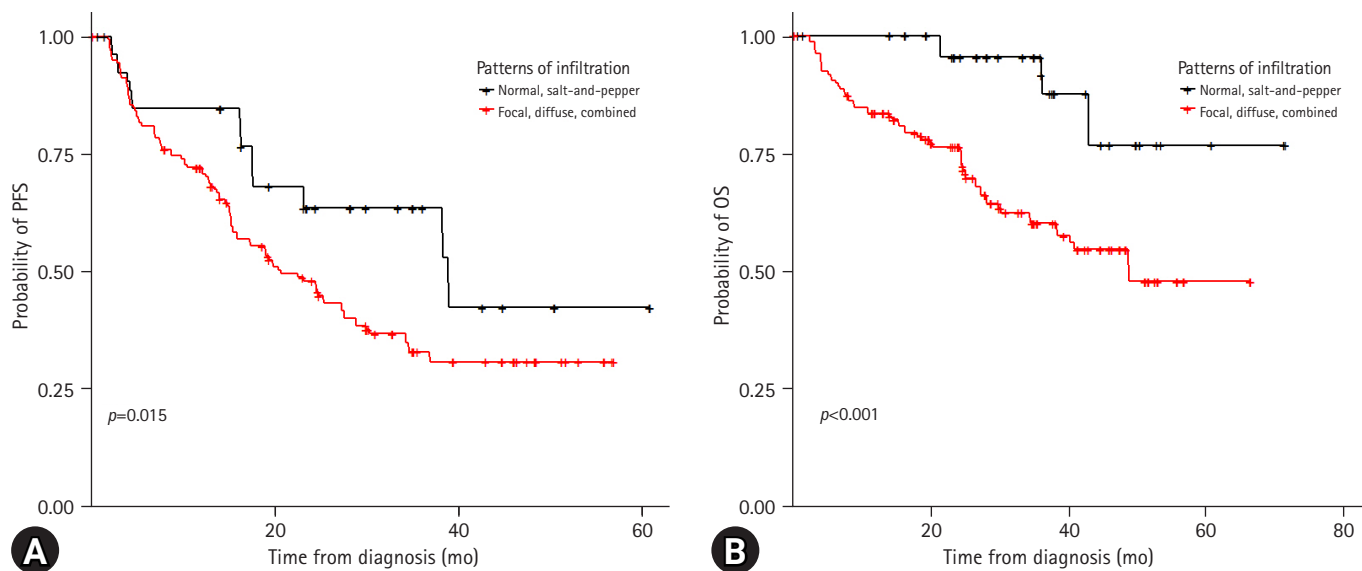 1.00
0.75
0.50
0.25
0.00
Probability of PFS
Patterns of infiltration
Normal, salt-and-pepper
Focal, diffuse, combined
p=0.015
20
40
60
Time from diagnosis (mo)
A
1.00
0.75
0.50
0.25
0.00
Probability of OS
Patterns of infiltration
Normal, salt-and-pepper
Focal, diffuse, combined
p<0.001
20
40
60
80
Time from diagnosis (mo)
B